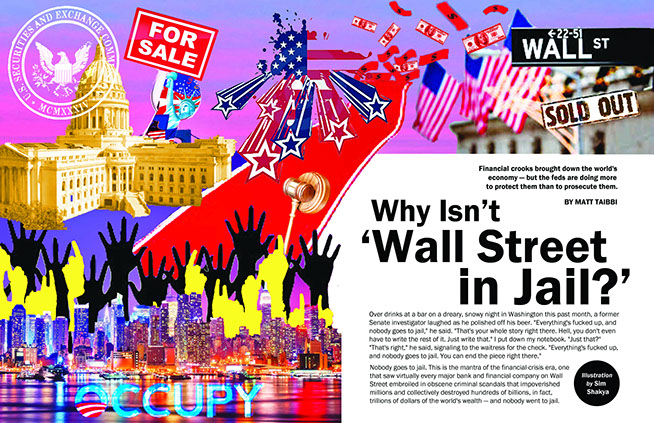 U.S. SECURITIES AND EXCHANGE COMM
MCMXXXIV
FOR
SALE
22-51
WALL ST
SOLD OUT
Financial crooks brought down the world's
economy — but the feds are doing more
to protect them than to prosecute them.
BY MATT TAIBBI
Why Isn't
‘Wall Street
in Jail?’
Over drinks at a bar on a dreary, snowy night in Washington this past month, a former
Senate investigator laughed as he polished off his beer. "Everything's fucked up, and
nobody goes to jail," he said. "That's your whole story right there. Hell, you don't even
have to write the rest of it. Just write that." I put down my notebook. "Just that?"
"That's right," he said, signaling to the waitress for the check. "Everything's fucked up,
and nobody goes to jail. You can end the piece right there."
Nobody goes to jail. This is the mantra of the financial crisis era, one
that saw virtually every major bank and financial company on Wall
Street embroiled in obscene criminal scandals that impoverished
millions and collectively destroyed hundreds of billions, in fact,
trillions of dollars of the world's wealth — and nobody went to jail.
Illustration
by Sim
Shakya
OCCUPY